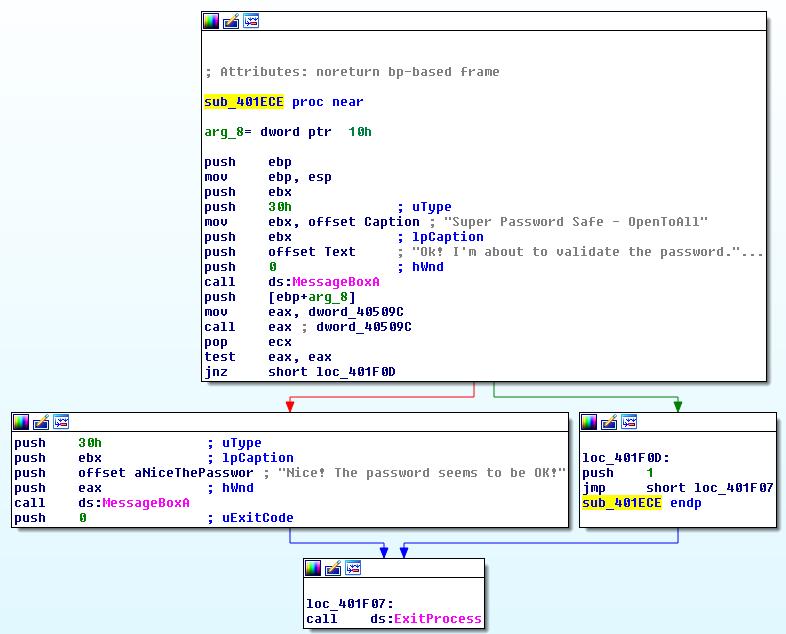 ; Attributes: noreturn bp-based frame
sub_401ECE proc near
arg_8= dword ptr  10h
push    ebp
mov     ebp, esp
push    ebx
push    30h             ; uType
mov     ebx, offset Caption ; "Super Password Safe - OpenToAll"
push    ebx             ; lpCaption
push    offset Text     ; "Ok! I'm about to validate the password."...
push    0               ; hWnd
call    ds:MessageBoxA
push    [ebp+arg_8]
mov     eax, dword_40509C
call    eax ; dword_40509C
pop     ecx
test    eax, eax
jnz     short loc_401F0D
push    30h             ; uType
push    ebx             ; lpCaption
push    offset aNiceThePasswor ; "Nice! The password seems to be OK!"
push    eax             ; hWnd
call    ds:MessageBoxA
push    0               ; uExitCode
loc_401F0D:
push    1
jmp     short loc_401F07
sub_401ECE endp
loc_401F07:
call    ds:ExitProcess